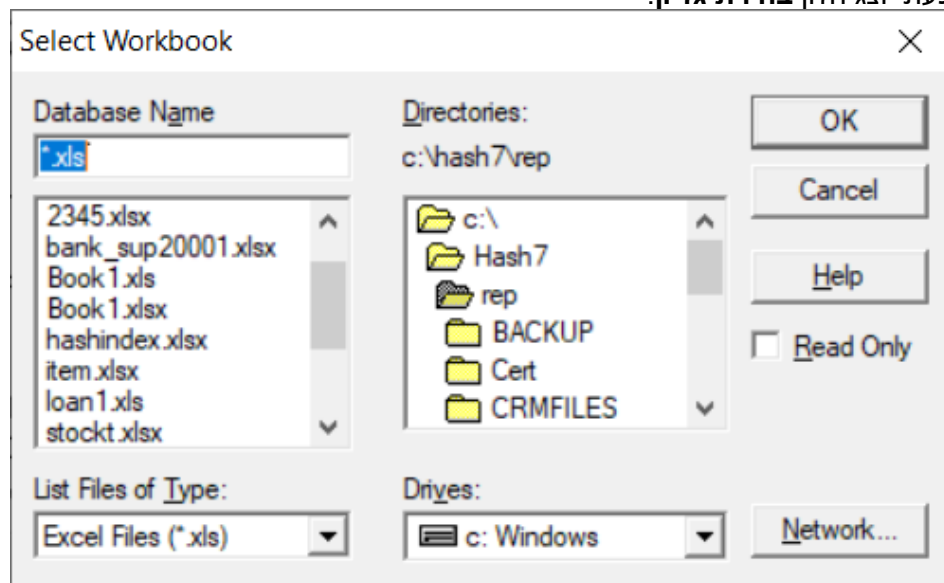 Select Workbook
Database Name
*.xls
2345.xlsx
bank_sup20001.xlsx
Book1.xls
Book1.xlsx
hashindex.xlsx
item.xlsx
loan1.xls
stockt.xlsx
List Files of Type:
Excel Files (*.xls)
Directories:
c:\hash7\rep
c:\
Hash7
rep
BACKUP
Cert
CRMFILES
Drives:
c: Windows
OK
Cancel
Help
Read Only
Network...